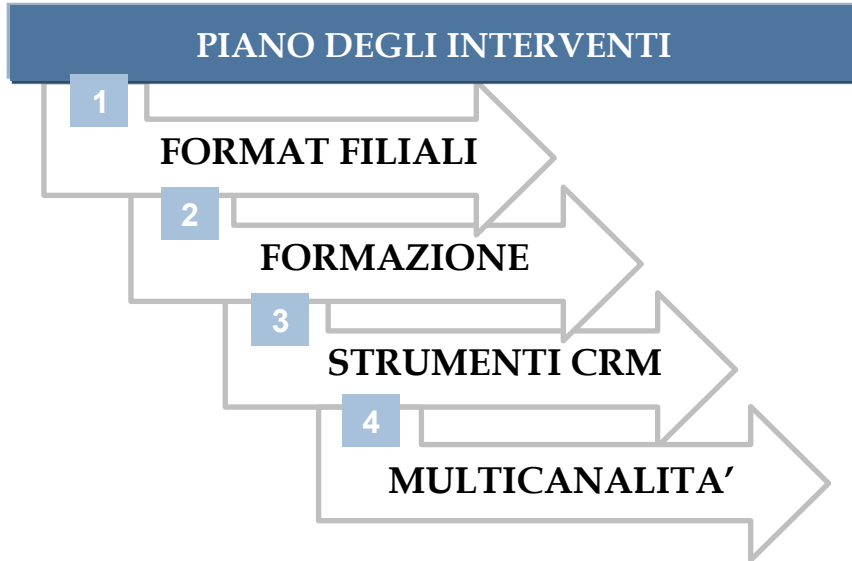 PIANO DEGLI INTERVENTI
1
FORMAT FILIALI
2
FORMAZIONE
3
STRUMENTI CRM
4
MULTICANALITA’